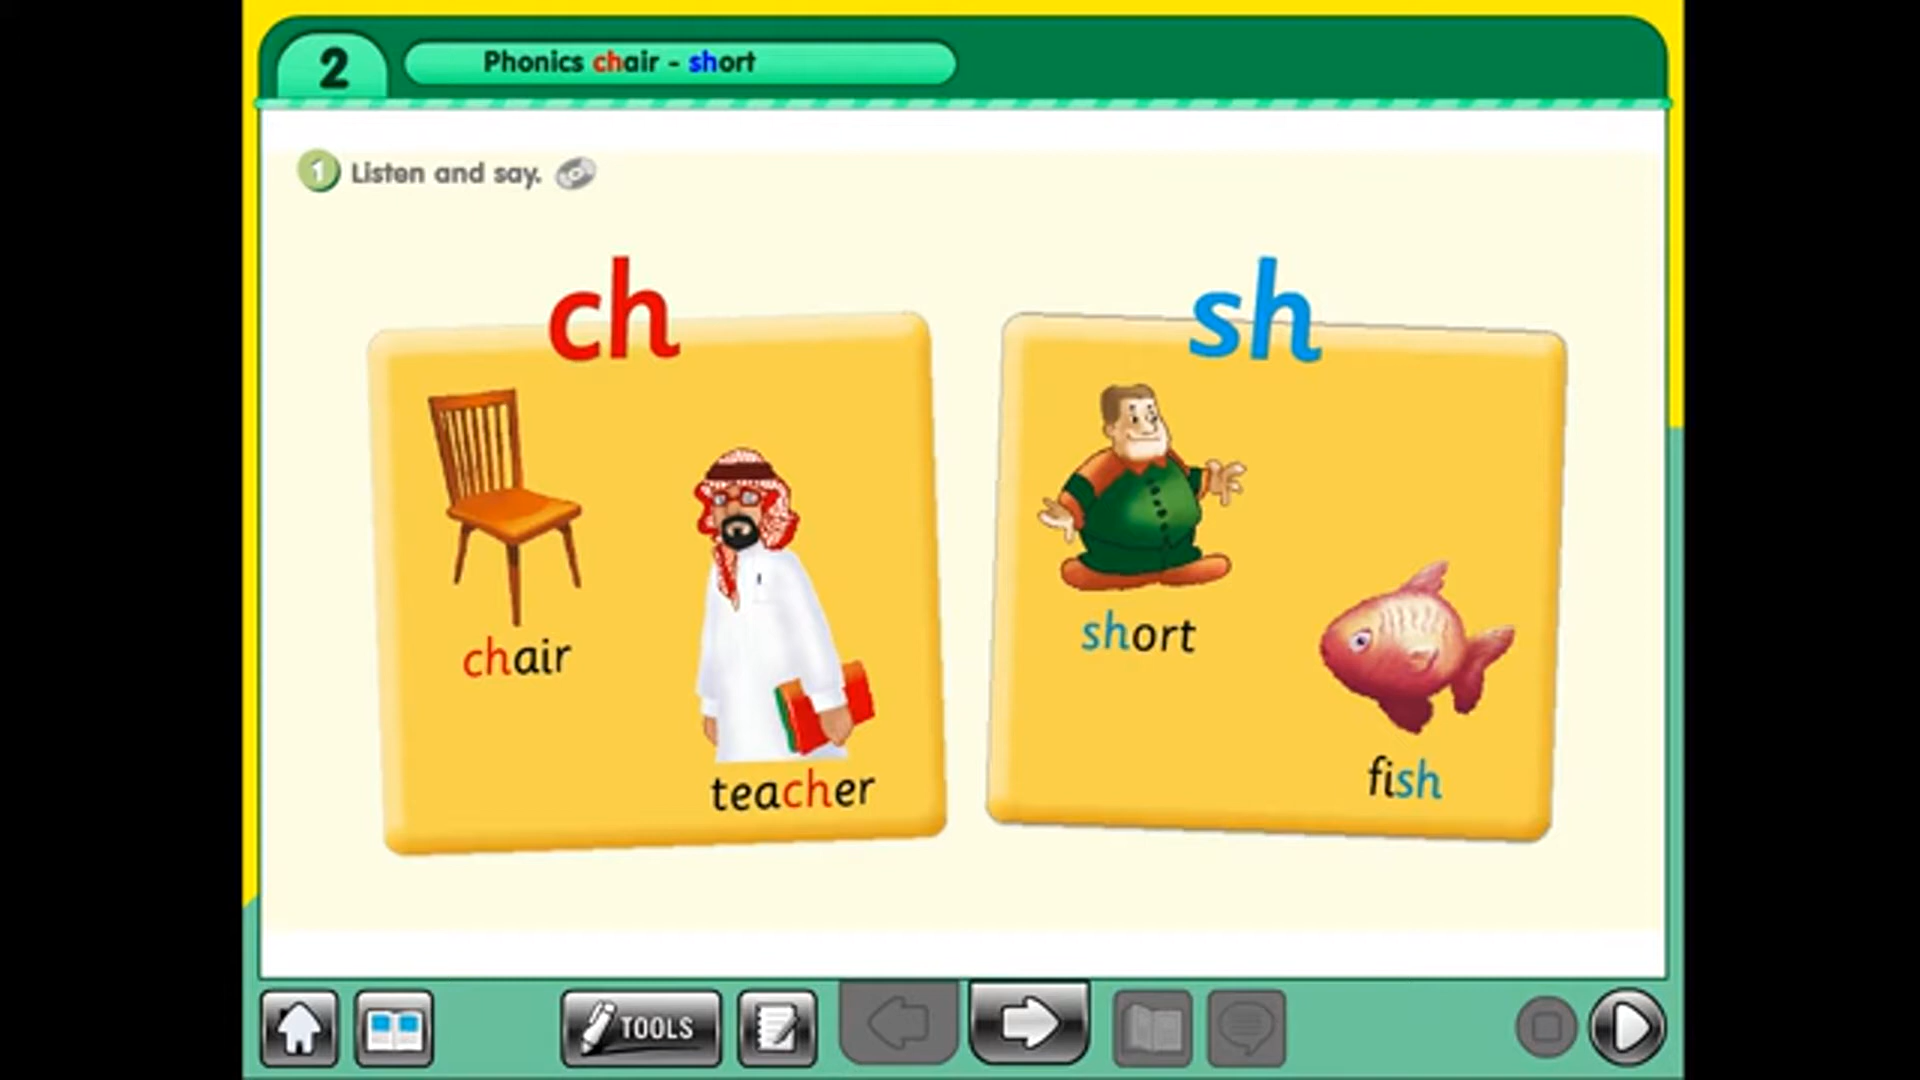 2
Phonics chair - short
1 Listen and say.
ch
chair
teacher
sh
short
fish
TOOLS